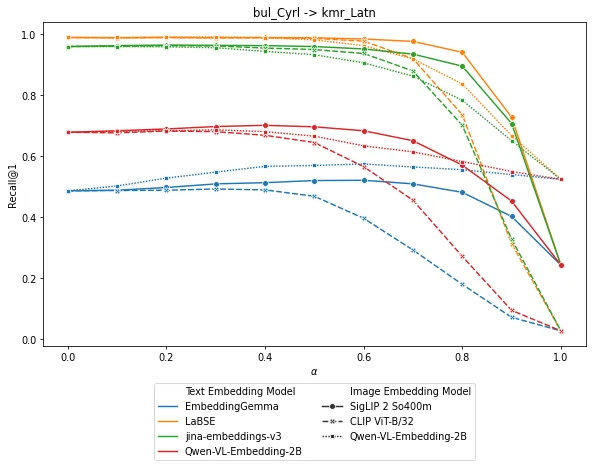 bul_Cyrl -> kmr_Latn
Recall@1
1.0
0.8
0.6
0.4
0.2
0.0
0.0 0.2 0.4 0.6 0.8 1.0
α
Text Embedding Model Image Embedding Model
EmbeddingGemma SigLIP 2 So400m
LaBSE CLIP ViT-B/32
jina-embeddings-v3 Qwen-VL-Embedding-2B
Qwen-VL-Embedding-2B